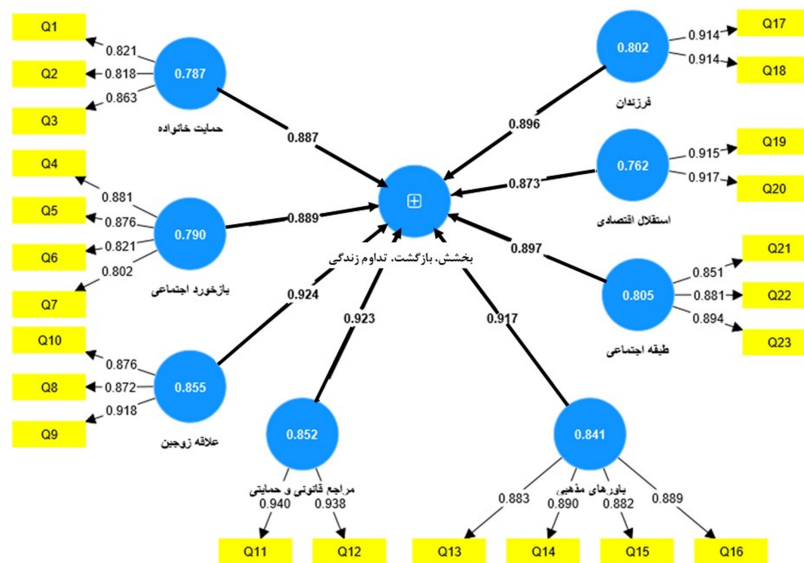 Q1
0.821
Q2
0.818
Q3
0.863
0.787
حمایت خانواده
0.887
Q4
0.881
Q5
0.876
Q6
0.821
Q7
0.802
0.790
بازخورد اجتماعی
0.889
Q10
0.876
Q8
0.872
Q9
0.918
0.855
علاقه زوجین
0.924
بخشش، بازگشت، تداوم زندگی
0.852
مراجع قانونی و حمایتی
0.923
0.940
0.938
Q11
Q12
0.841
باورهای مذهبی
0.917
0.883
0.890
0.882
0.889
Q13
Q14
Q15
Q16
0.802
فرزندان
0.896
0.914
Q17
0.914
Q18
0.762
استقلال اقتصادی
0.873
0.915
Q19
0.917
Q20
0.805
طبقه اجتماعی
0.897
0.851
Q21
0.881
Q22
0.894
Q23